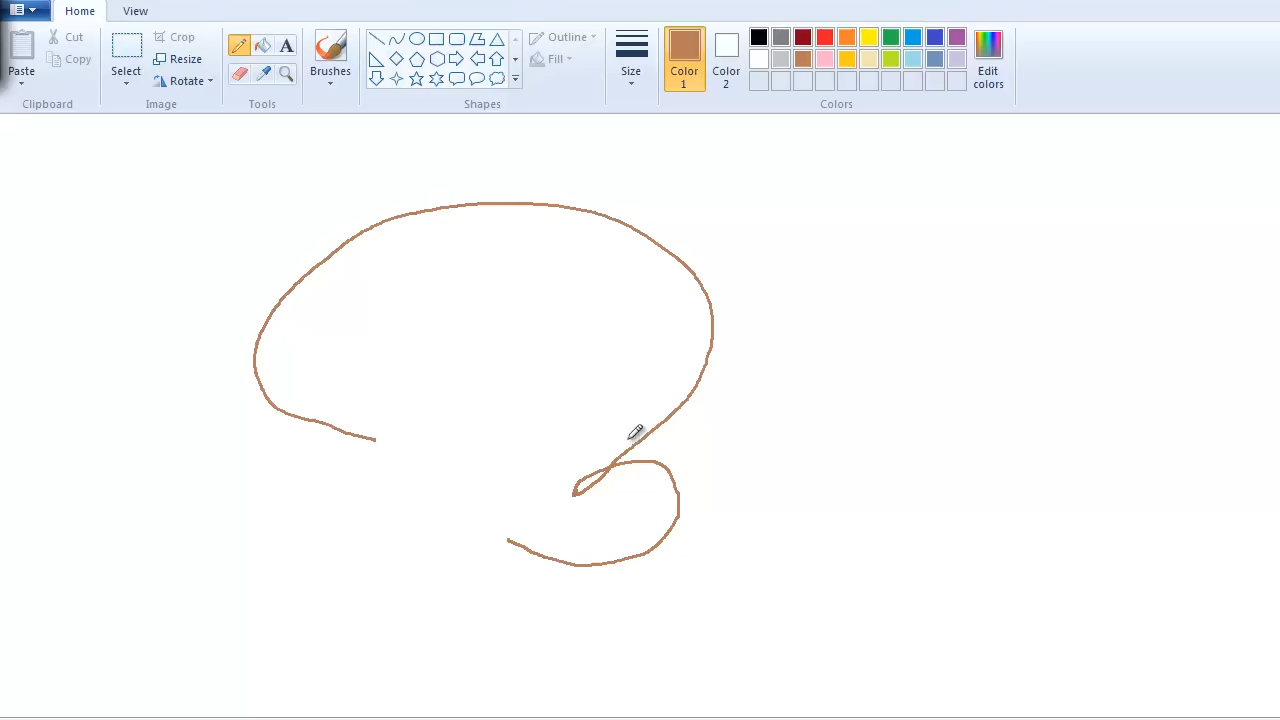 Home View
Paste Cut Copy Select Crop Resize Rotate A Brushes Outline Fill Size Color 1 Color 2 Edit colors
Clipboard Image Tools Shapes Colors